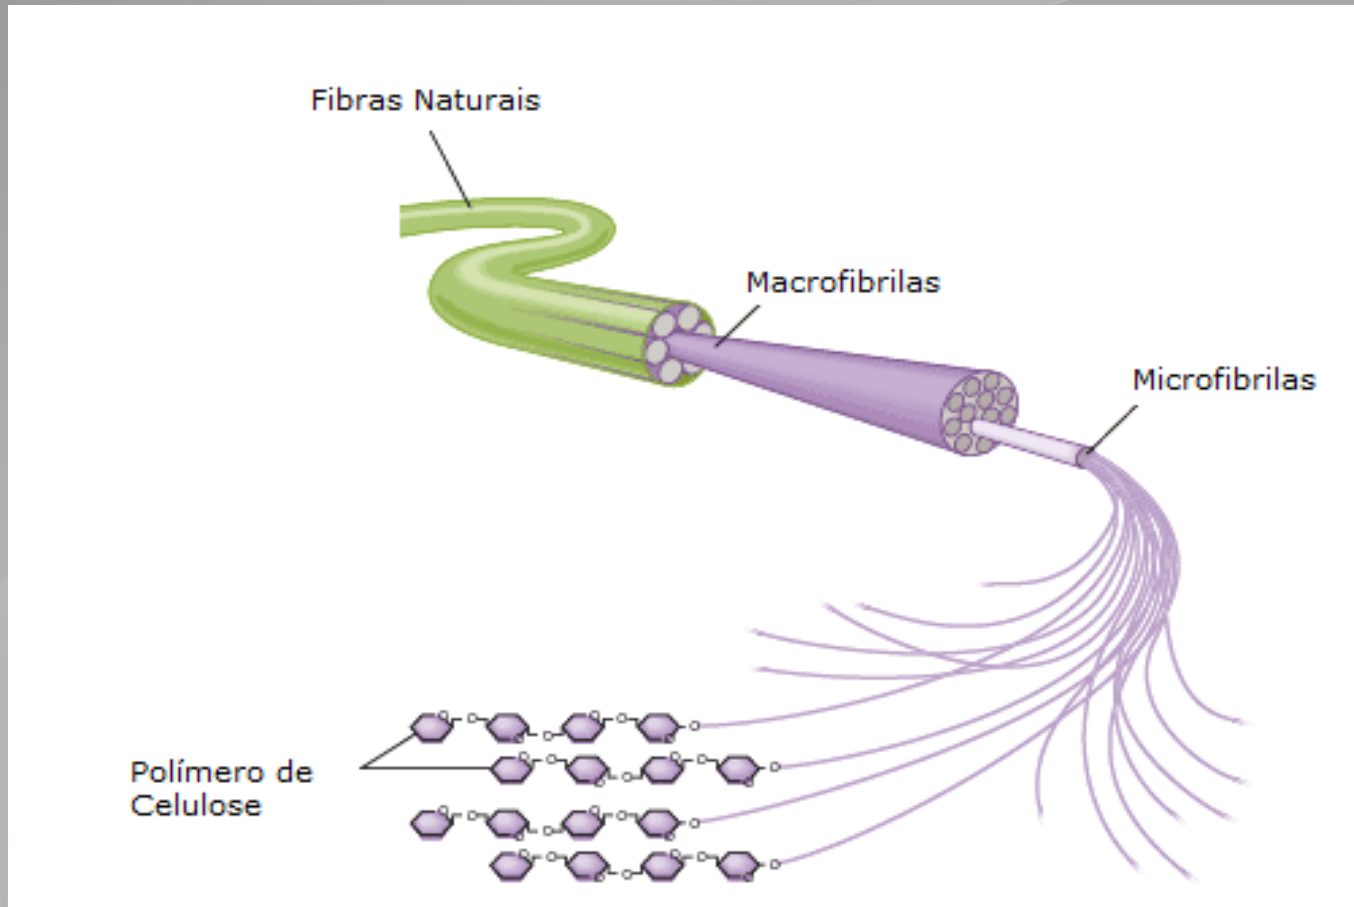 Fibras Naturais
Macrofibrilas
Microfibrilas
Polímero de
Celulose